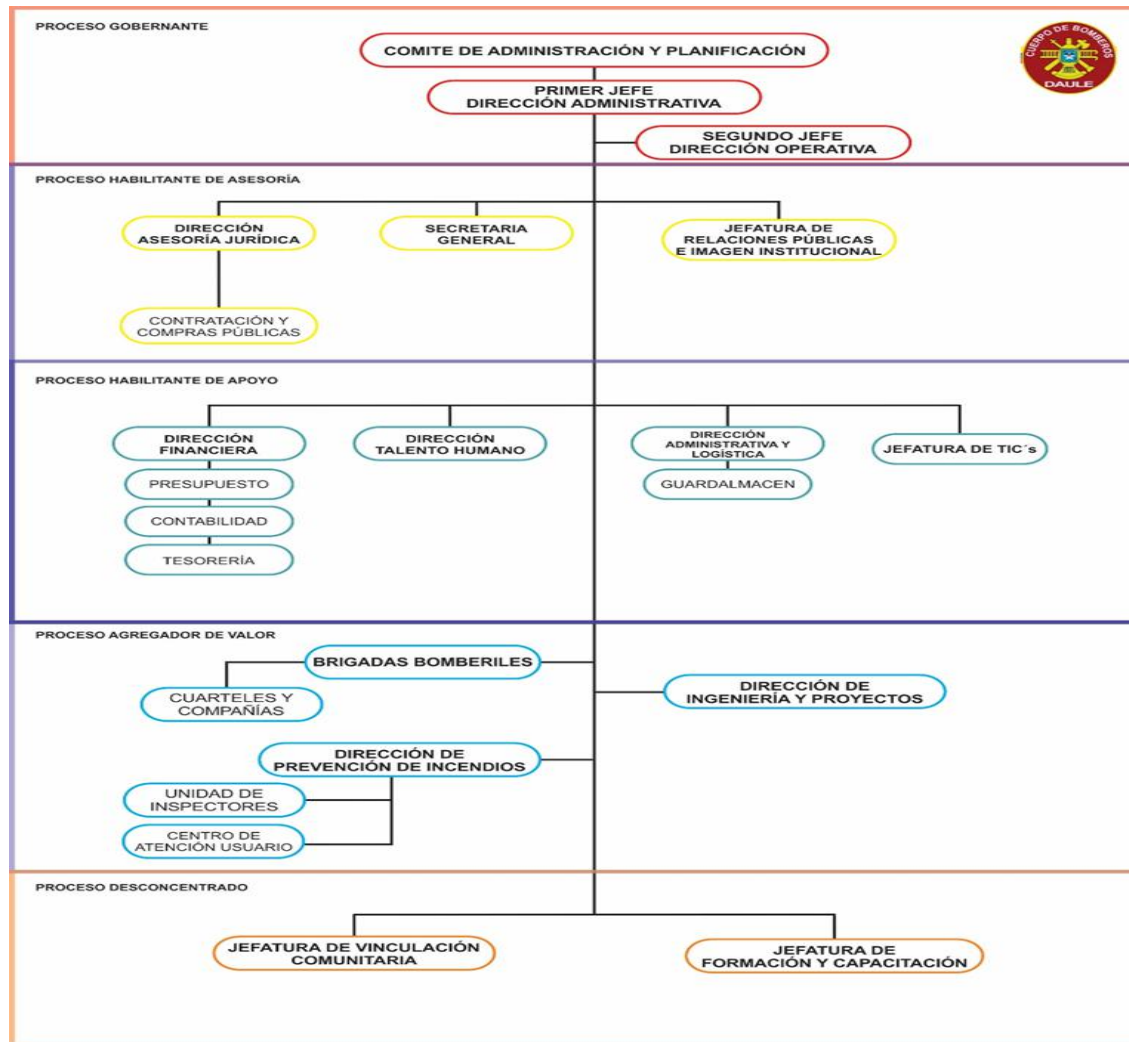 PROCESO GOBERNANTE
COMITE DE ADMINISTRACIÓN Y PLANIFICACIÓN
CUERPO DE BOMBEROS
DAULE
PRIMER JEFE
DIRECCIÓN ADMINISTRATIVA
SEGUNDO JEFE
DIRECCIÓN OPERATIVA
PROCESO HABILITANTE DE ASESORÍA
DIRECCIÓN
ASESORÍA JURÍDICA
SECRETARIA
GENERAL
JEFATURA DE
RELACIONES PÚBLICAS
E IMAGEN INSTITUCIONAL
CONTRATACIÓN Y
COMPRAS PÚBLICAS
PROCESO HABILITANTE DE APOYO
DIRECCIÓN
FINANCIERA
DIRECCIÓN
TALENTO HUMANO
DIRECCIÓN
ADMINISTRATIVA Y
LOGÍSTICA
JEFATURA DE TIC´s
PRESUPUESTO
GUARDALMACEN
CONTABILIDAD
TESORERÍA
PROCESO AGREGADOR DE VALOR
BRIGADAS BOMBERILES
CUARTELES Y
COMPAÑÍAS
DIRECCIÓN DE
INGENIERÍA Y PROYECTOS
DIRECCIÓN DE
PREVENCIÓN DE INCENDIOS
UNIDAD DE
INSPECTORES
CENTRO DE
ATENCIÓN USUARIO
PROCESO DESCONCENTRADO
JEFATURA DE VINCULACIÓN
COMUNITARIA
JEFATURA DE
FORMACIÓN Y CAPACITACIÓN